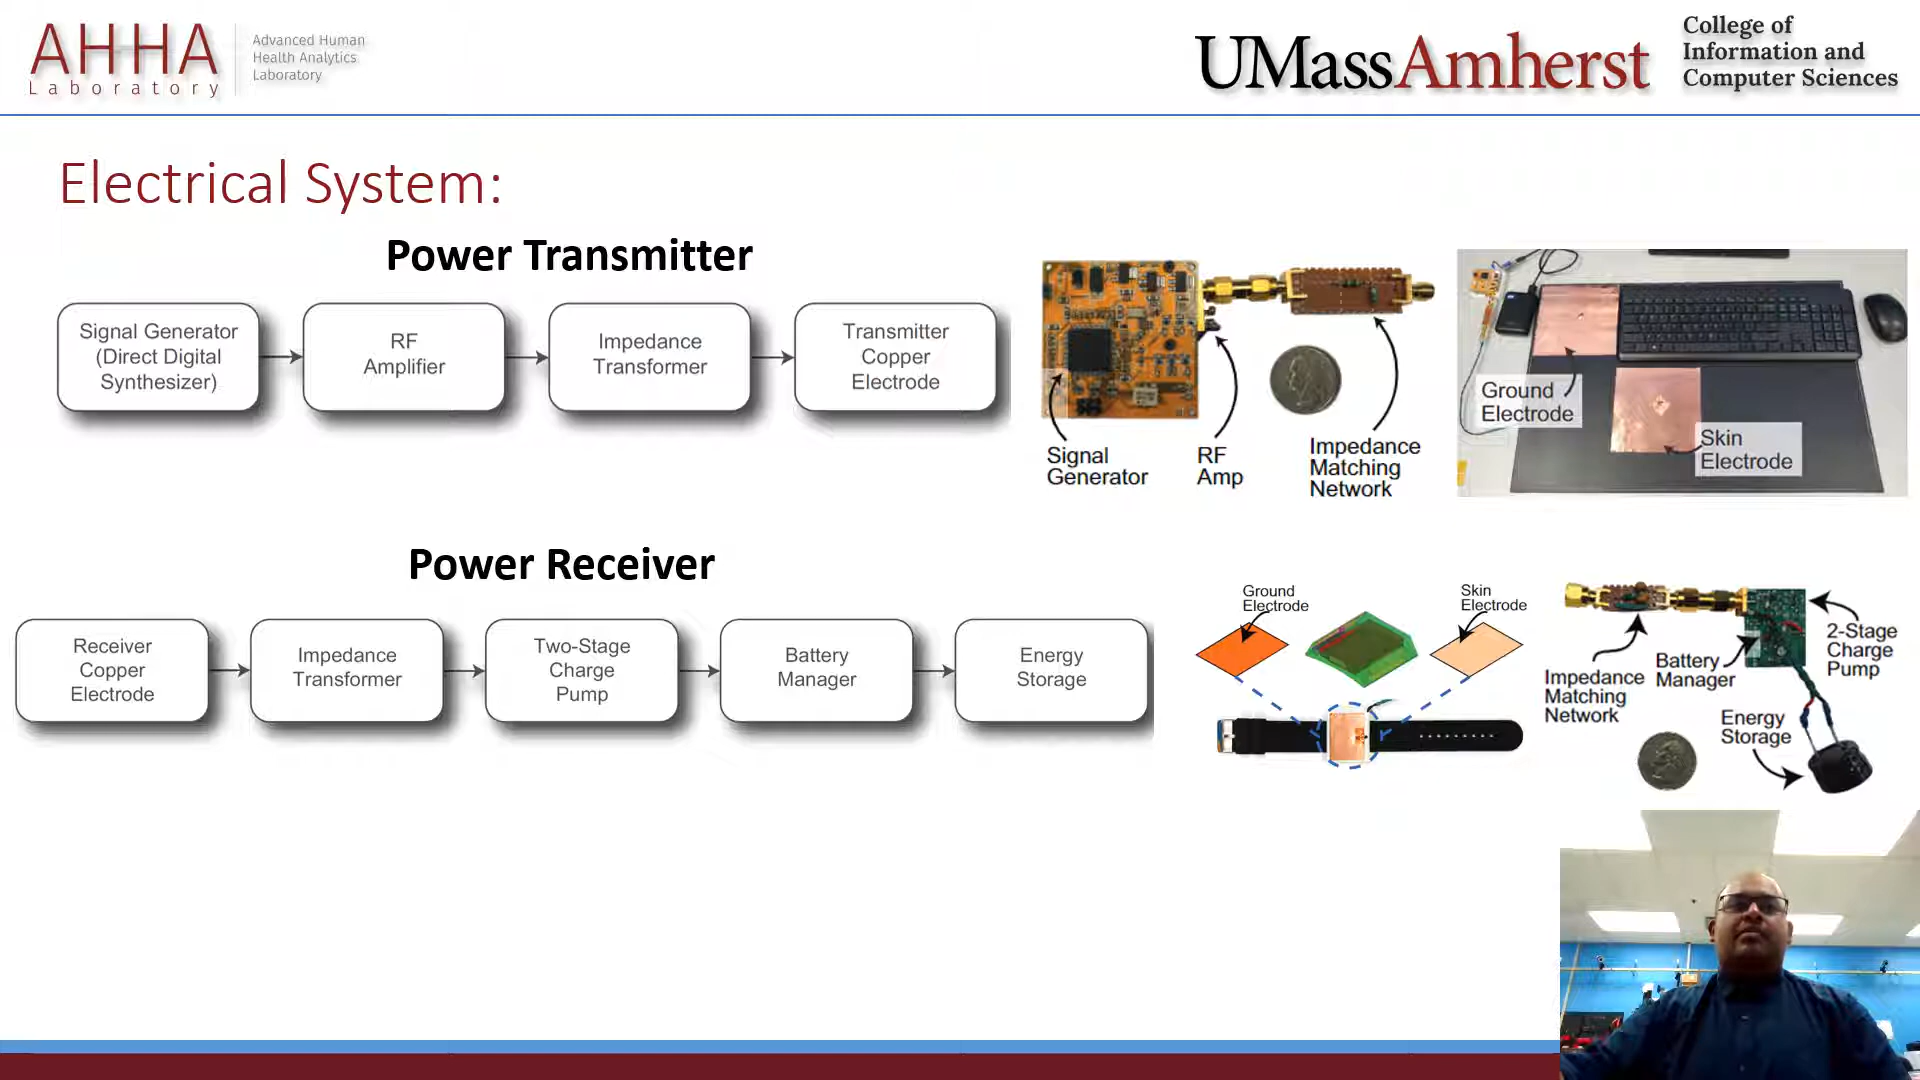 AHHA
Laboratory
Advanced Human
Health Analytics
Laboratory
UMassAmherst
College of
Information and
Computer Sciences
Electrical System:
Power Transmitter
Signal Generator
(Direct Digital
Synthesizer)
RF
Amplifier
Impedance
Transformer
Transmitter
Copper
Electrode
Signal
Generator
RF
Amp
Impedance
Matching
Network
Ground
Electrode
Skin
Electrode
Power Receiver
Receiver
Copper
Electrode
Impedance
Transformer
Two-Stage
Charge
Pump
Battery
Manager
Energy
Storage
Ground
Electrode
Skin
Electrode
Impedance
Matching
Network
Battery
Manager
2-Stage
Charge
Pump
Energy
Storage